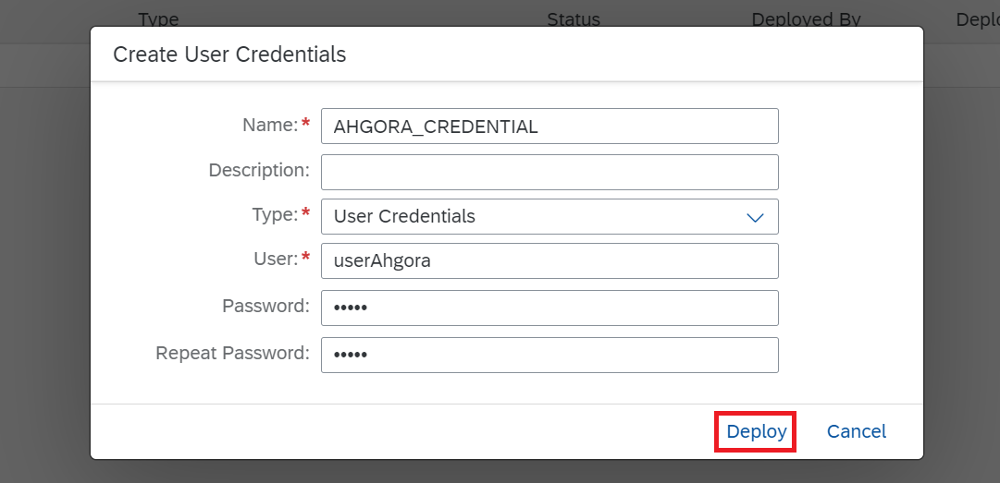 Type Status Deployed By Deplo
Create User Credentials
Name:* AHGORA_CREDENTIAL
Description:
Type:* User Credentials
User:* userAhgora
Password: •••••
Repeat Password: •••••
Deploy Cancel